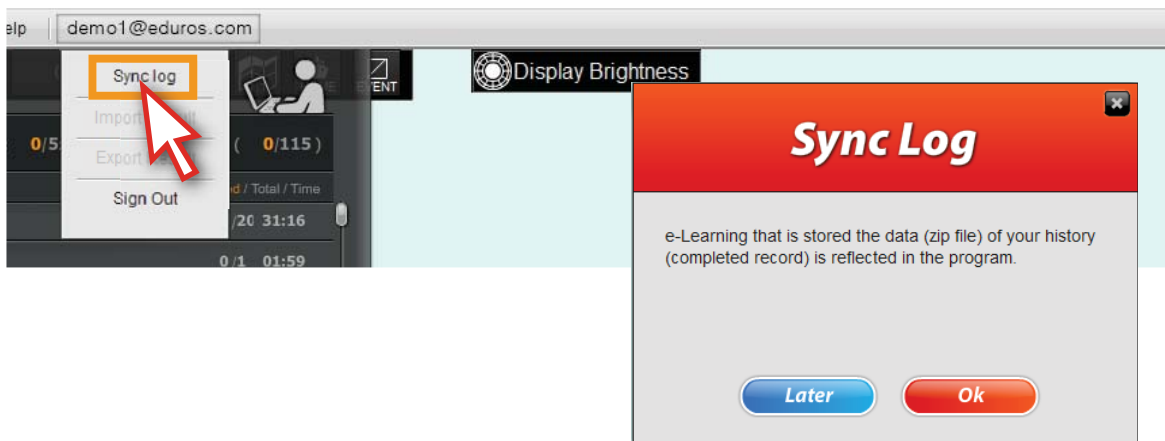 elp demo1@eduros.com
Sync log
Import
Export
Sign Out
0/5
( 0/115 )
d / Total / Time
/20 31:16
0/1 01:59
Display Brightness
Sync Log
e-Learning that is stored the data (zip file) of your history
(completed record) is reflected in the program.
Later Ok